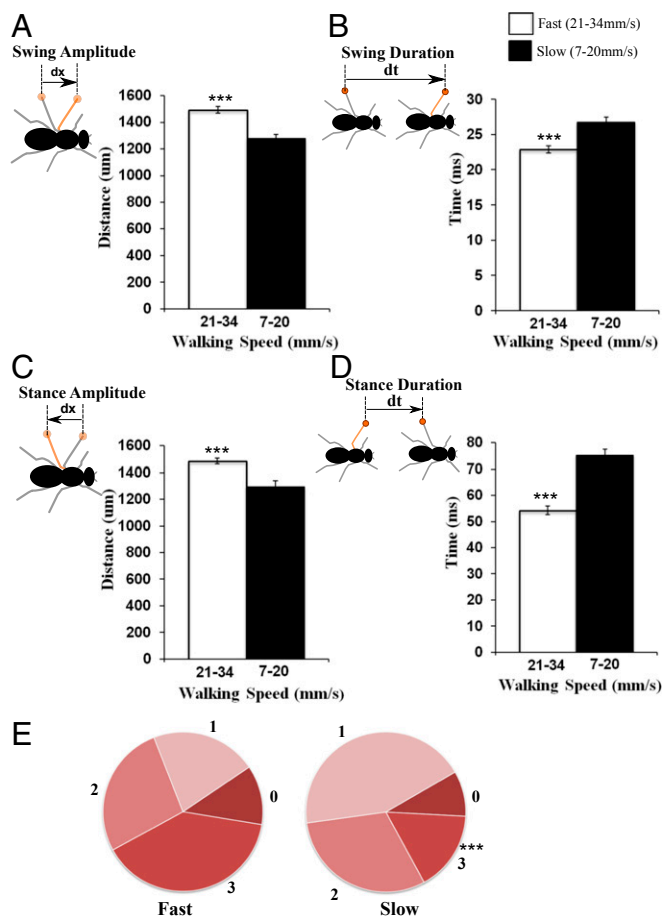 A
Swing Amplitude
dx
***
1600
1400
1200
1000
800
600
400
200
0
Distance (um)
21-34 7-20
Walking Speed (mm/s)
B
Swing Duration
dt
Fast (21-34mm/s)
Slow (7-20mm/s)
***
30
25
20
15
10
5
0
Time (ms)
21-34 7-20
Walking Speed (mm/s)
C
Stance Amplitude
dx
***
1600
1400
1200
1000
800
600
400
200
0
Distance (um)
21-34 7-20
Walking Speed (mm/s)
D
Stance Duration
dt
***
80
70
60
50
40
30
20
10
0
Time (ms)
21-34 7-20
Walking Speed (mm/s)
E
1
2
0
3
Fast
1
0
***
3
2
Slow